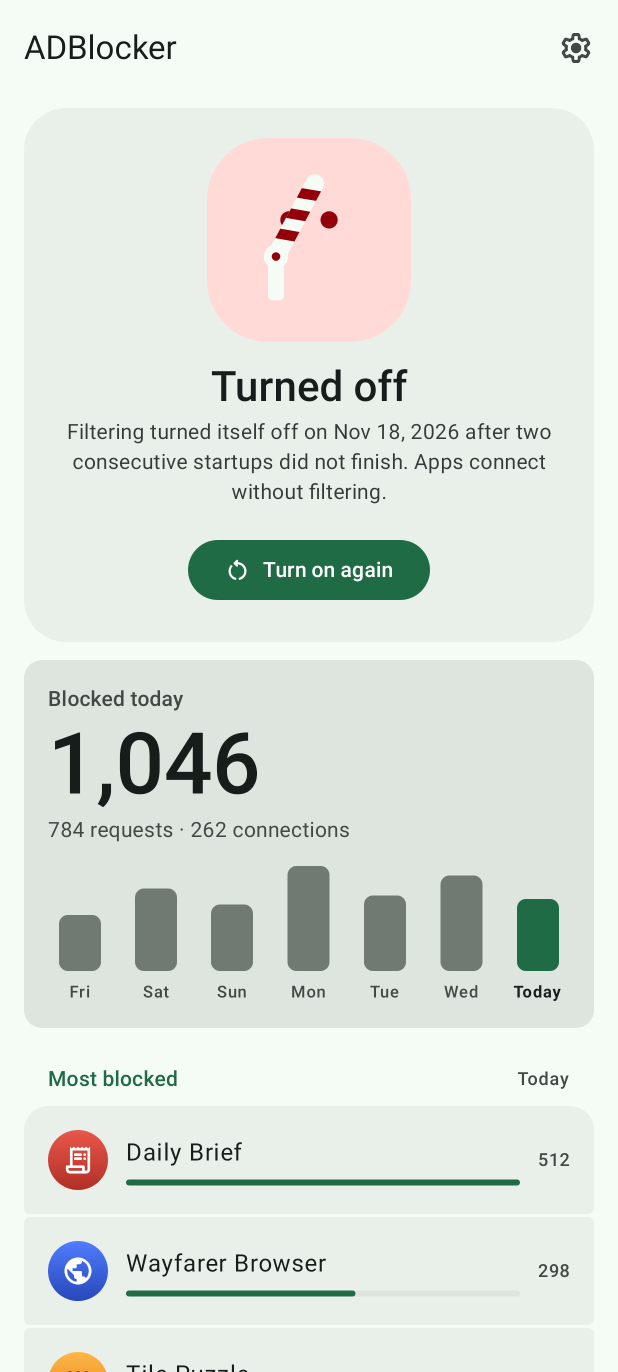 ADBlocker
Turned off
Filtering turned itself off on Nov 18, 2026 after two
consecutive startups did not finish. Apps connect
without filtering.
Turn on again
Blocked today
1,046
784 requests · 262 connections
Fri Sat Sun Mon Tue Wed Today
Most blocked
Today
Daily Brief
512
Wayfarer Browser
298
Tile Puzzle